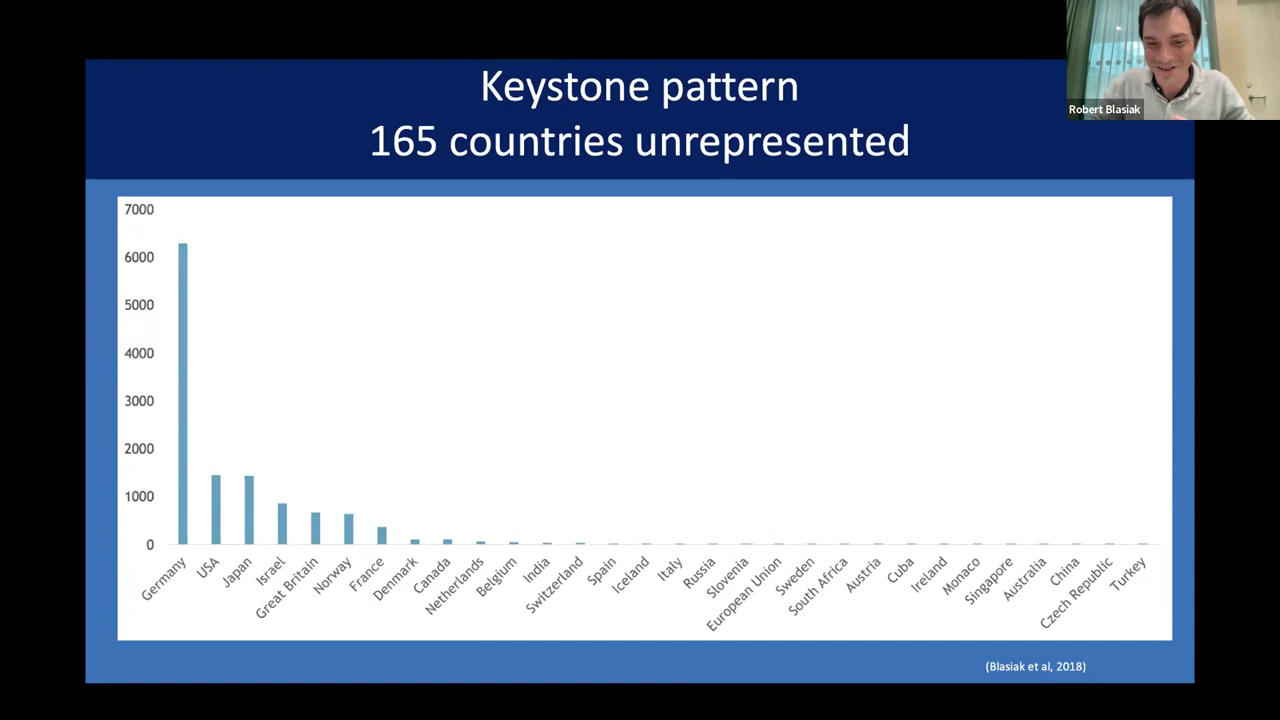 Keystone pattern
165 countries unrepresented
Robert Blasiak
7000
6000
5000
4000
3000
2000
1000
0
Germany
USA
Japan
Israel
Great Britain
Norway
France
Denmark
Canada
Netherlands
Belgium
India
Switzerland
Spain
Iceland
Italy
Russia
Slovenia
European Union
Sweden
South Africa
Austria
Cuba
Ireland
Monaco
Singapore
Australia
China
Czech Republic
Turkey
(Blasiak et al, 2018)